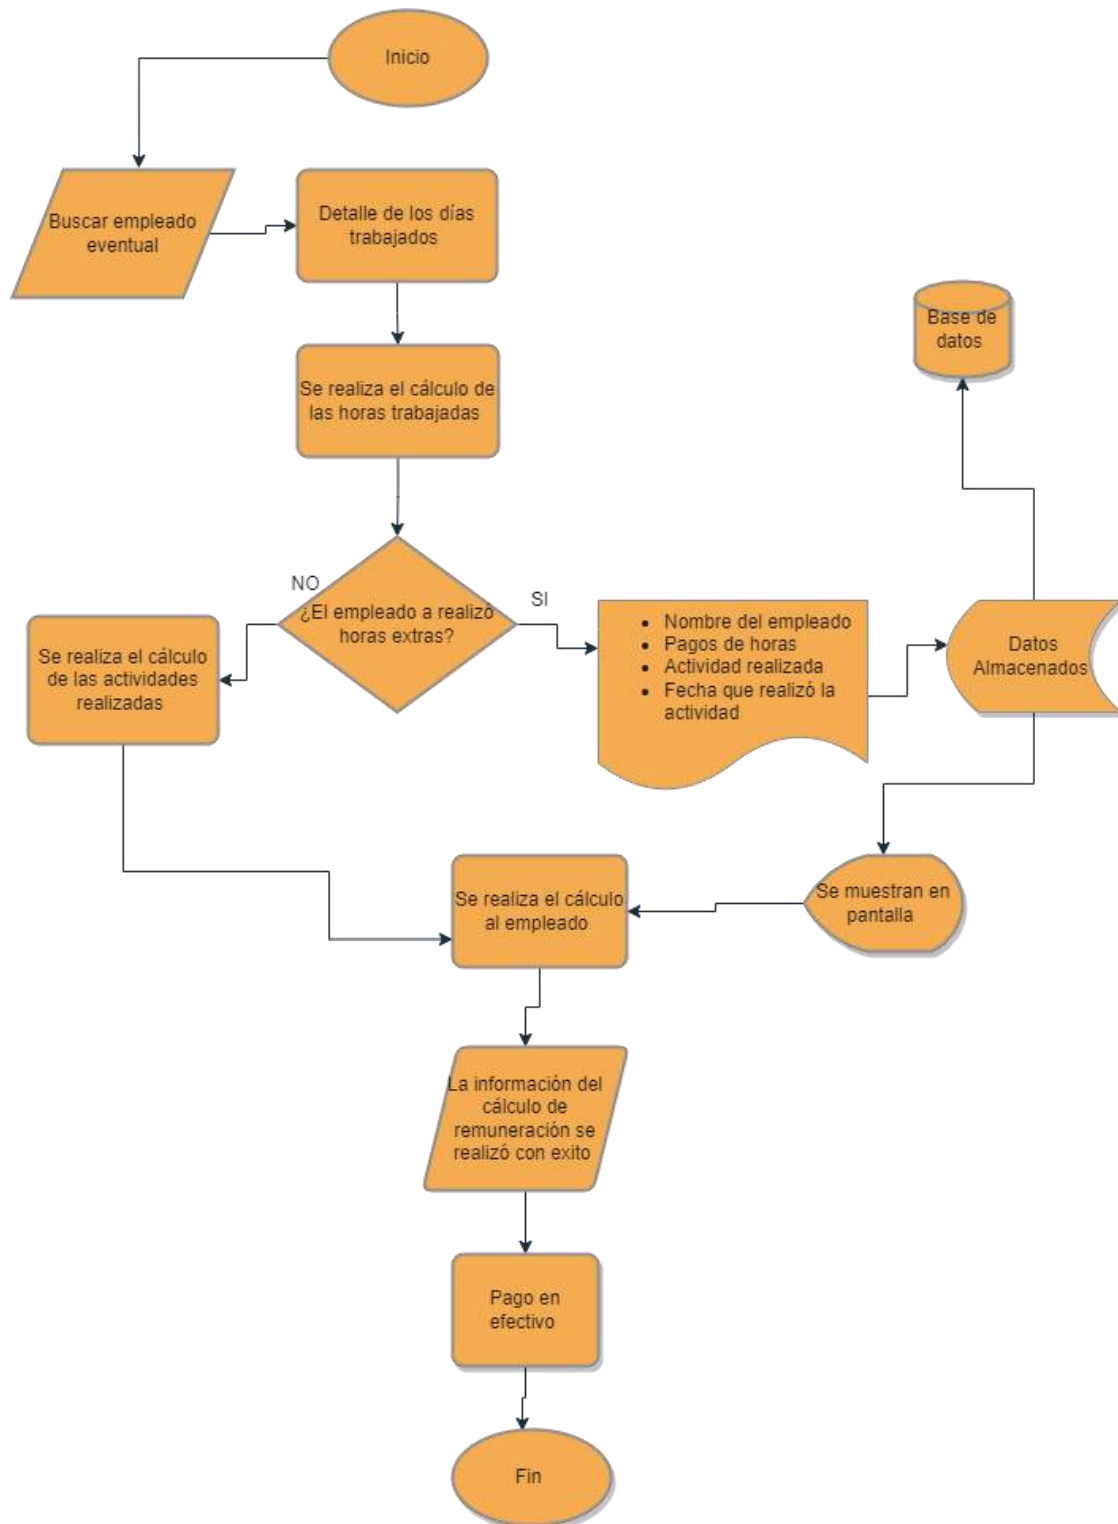 Inicio
Buscar empleado
eventual
Detalle de los días
trabajados
Se realiza el cálculo de
las horas trabajadas
Base de
datos
NO
¿El empleado a realizó
horas extras?
SI
Se realiza el cálculo
de las actividades
realizadas
• Nombre del empleado
• Pagos de horas
• Actividad realizada
• Fecha que realizó la
actividad
Datos
Almacenados
Se realiza el cálculo
al empleado
Se muestran en
pantalla
La información del
cálculo de
remuneración se
realizó con exito
Pago en
efectivo
Fin